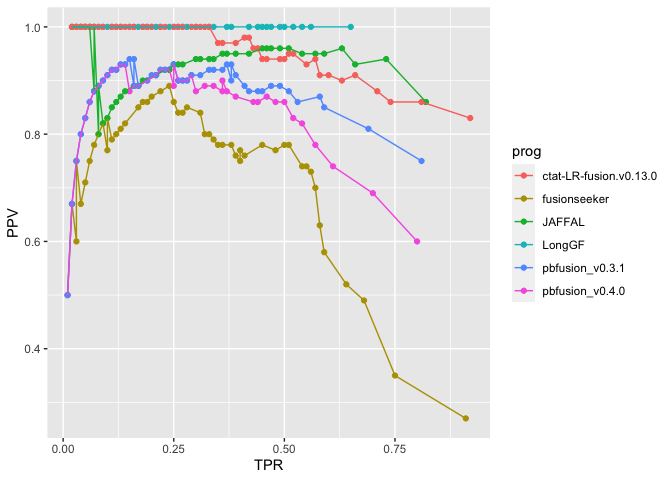 1.0
0.8
0.6
0.4
PPV
0.00
0.25
0.50
0.75
TPR
prog
ctat-LR-fusion.v0.13.0
fusionseeker
JAFFAL
LongGF
pbfusion_v0.3.1
pbfusion_v0.4.0